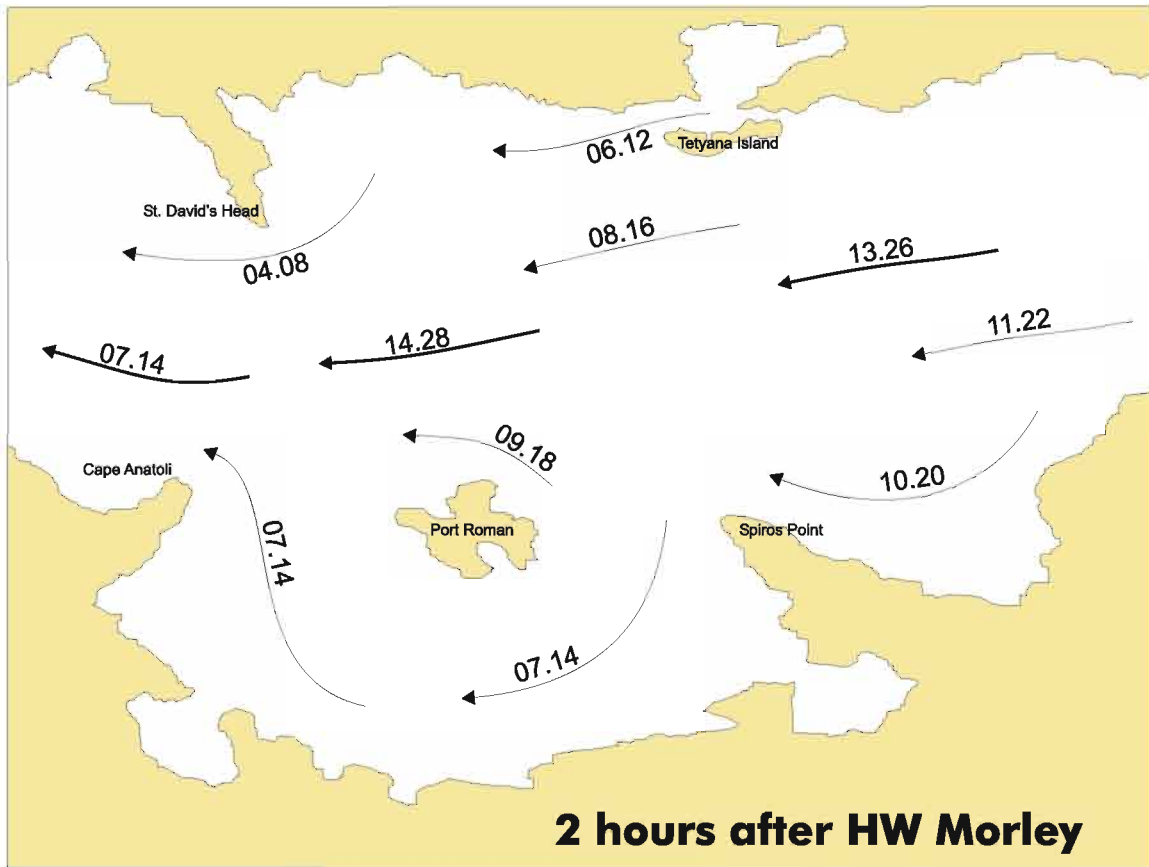 06.12
Tetyana Island
St. David's Head
04.08
08.16
13.26
11.22
07.14
14.28
09.18
10.20
Cape Anatoli
07.14
Port Roman
Spiros Point
07.14
2 hours after HW Morley